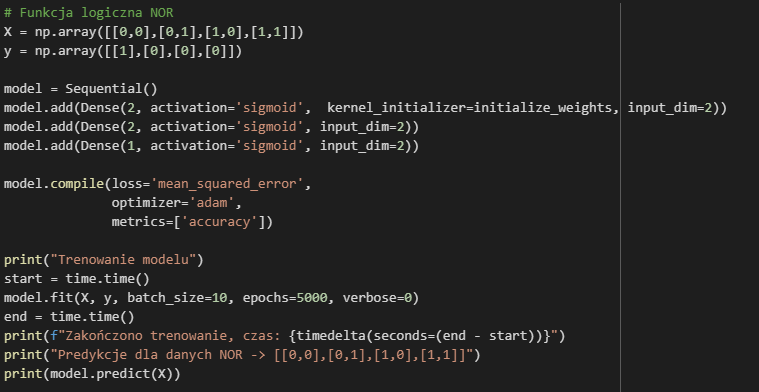 # Funkcja logiczna NOR
X = np.array([[0,0],[0,1],[1,0],[1,1]])
y = np.array([[1],[0],[0],[0]])
model = Sequential()
model.add(Dense(2, activation='sigmoid',  kernel_initializer=initialize_weights, input_dim=2))
model.add(Dense(2, activation='sigmoid', input_dim=2))
model.add(Dense(1, activation='sigmoid', input_dim=2))
model.compile(loss='mean_squared_error',
              optimizer='adam',
              metrics=['accuracy'])
print("Trenowanie modelu")
start = time.time()
model.fit(X, y, batch_size=10, epochs=5000, verbose=0)
end = time.time()
print(f"Zakończono trenowanie, czas: {timedelta(seconds=(end - start))}")
print("Predykcje dla danych NOR -> [[0,0],[0,1],[1,0],[1,1]]")
print(model.predict(X))